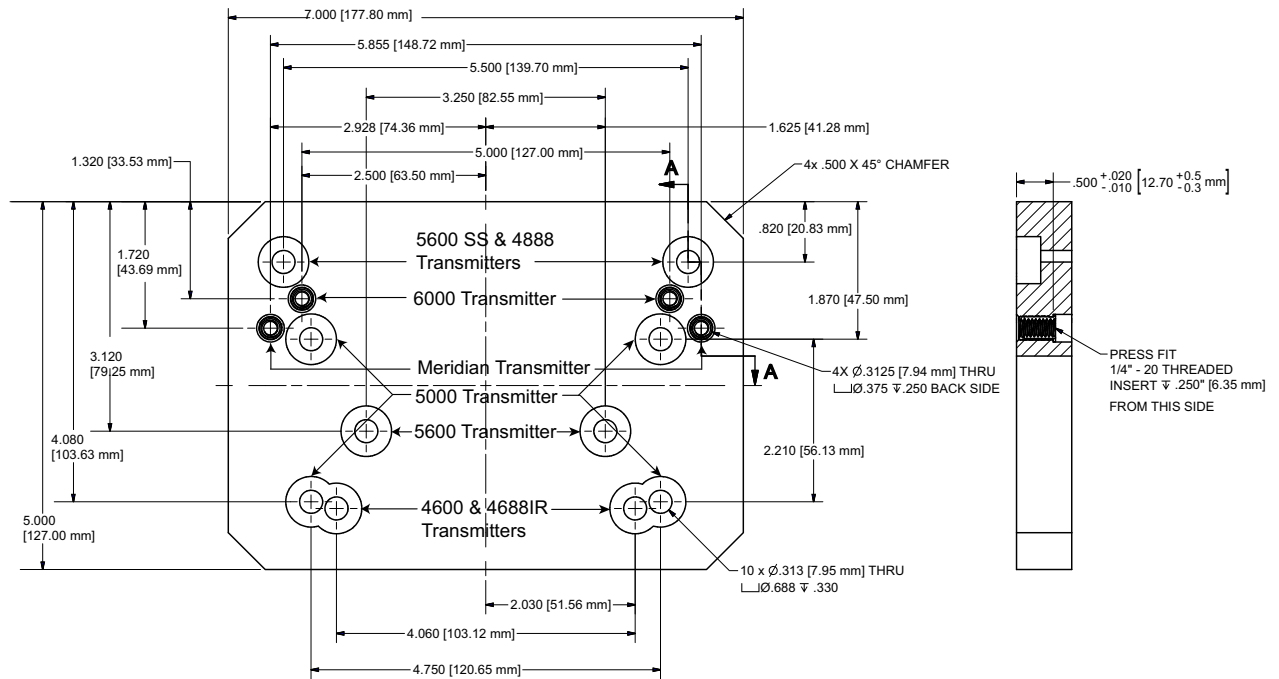 7.000 [177.80 mm]
5.855 [148.72 mm]
5.500 [139.70 mm]
3.250 [82.55 mm]
2.928 [74.36 mm]
1.625 [41.28 mm]
1.320 [33.53 mm]
5.000 [127.00 mm]
A
4x .500 X 45° CHAMFER
2.500 [63.50 mm]
.500 +.020 -.010 [12.70 +0.5 -0.3 mm]
.820 [20.83 mm]
5600 SS & 4888
Transmitters
1.720
[43.69 mm]
6000 Transmitter
1.870 [47.50 mm]
3.120
[79.25 mm]
Meridian Transmitter
A
4X Ø.3125 [7.94 mm] THRU
⌴Ø.375 ↧.250 BACK SIDE
PRESS FIT
1/4" - 20 THREADED
INSERT ↧ .250" [6.35 mm]
FROM THIS SIDE
5000 Transmitter
5600 Transmitter
4.080
[103.63 mm]
2.210 [56.13 mm]
4600 & 4688IR
Transmitters
5.000
[127.00 mm]
10 x Ø.313 [7.95 mm] THRU
⌴Ø.688 ↧ .330
2.030 [51.56 mm]
4.060 [103.12 mm]
4.750 [120.65 mm]